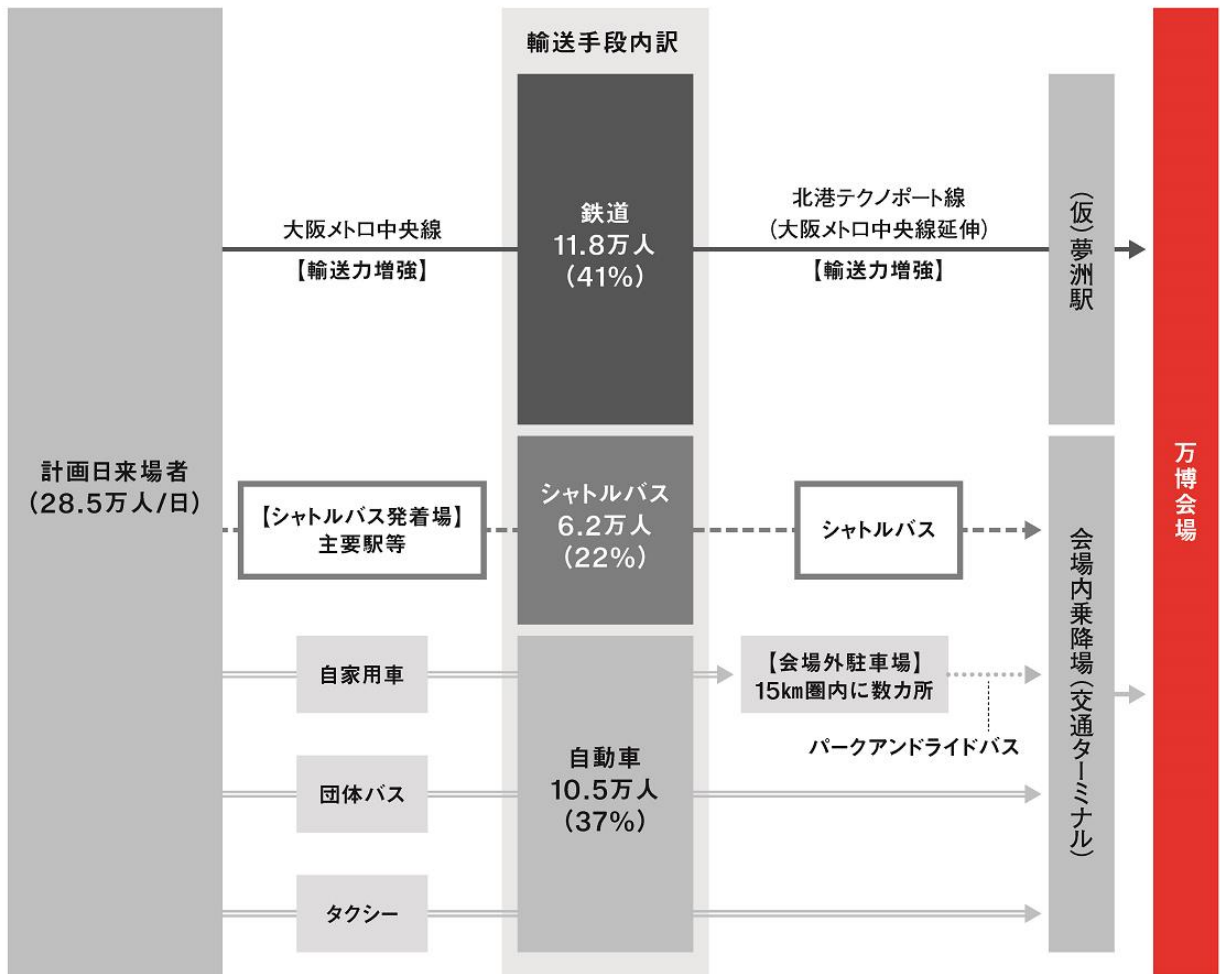 輸送手段内訳
計画日来場者
(28.5万人/日)
大阪メトロ中央線
【輸送力増強】
鉄道
11.8万人
(41%)
北港テクノポート線
(大阪メトロ中央線延伸)
【輸送力増強】
(仮)夢洲駅
【シャトルバス発着場】
主要駅等
シャトルバス
6.2万人
(22%)
シャトルバス
自家用車
団体バス
タクシー
自動車
10.5万人
(37%)
【会場外駐車場】
15㎞圏内に数カ所
パークアンドライドバス
会場内乗降場(交通ターミナル)
万博会場